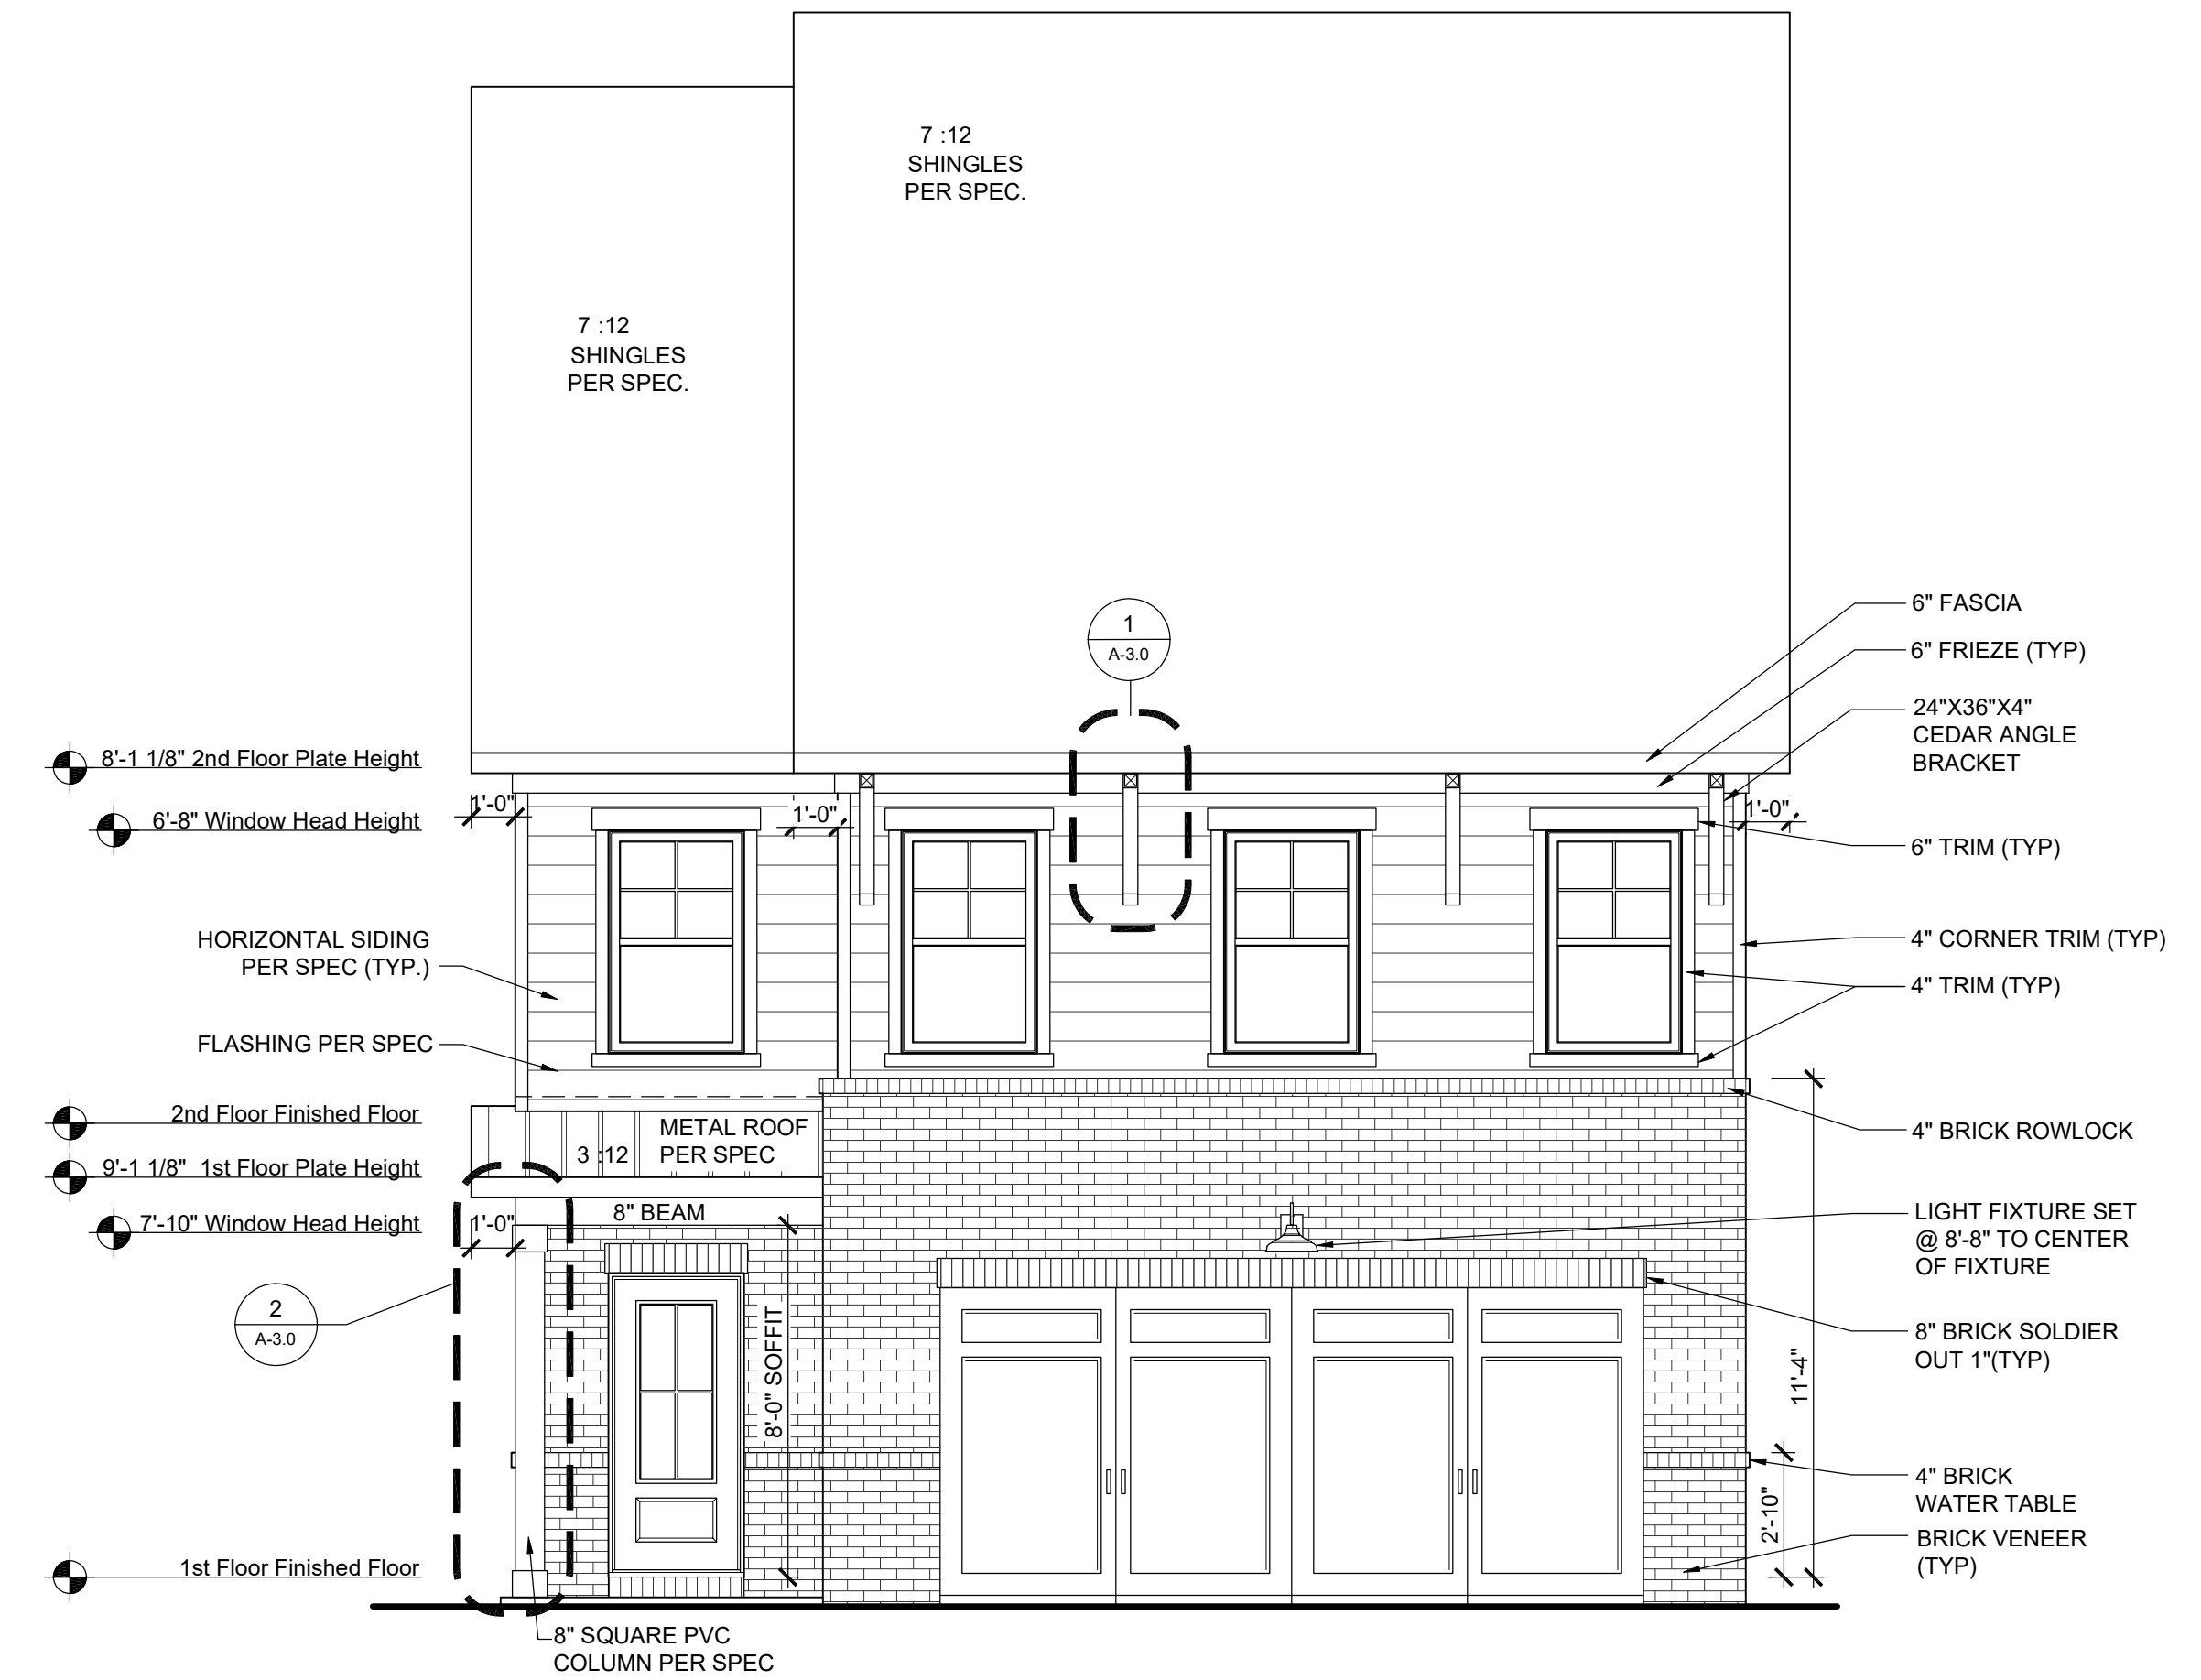 7 :12
SHINGLES
PER SPEC.
7 :12
SHINGLES
PER SPEC.
1
A-3.0
6" FASCIA
6" FRIEZE (TYP)
24"X36"X4"
CEDAR ANGLE
BRACKET
8'-1 1/8" 2nd Floor Plate Height
6'-8" Window Head Height
1'-0"
1'-0"
1'-0"
6" TRIM (TYP)
HORIZONTAL SIDING
PER SPEC (TYP.)
4" CORNER TRIM (TYP)
4" TRIM (TYP)
FLASHING PER SPEC
2nd Floor Finished Floor
METAL ROOF
PER SPEC
3 :12
4" BRICK ROWLOCK
9'-1 1/8" 1st Floor Plate Height
7'-10" Window Head Height
1'-0"
8" BEAM
LIGHT FIXTURE SET
@ 8'-8" TO CENTER
OF FIXTURE
2
A-3.0
8'-0" SOFFIT
8" BRICK SOLDIER
OUT 1"(TYP)
11'-4"
4" BRICK
WATER TABLE
2'-10"
BRICK VENEER
(TYP)
1st Floor Finished Floor
8" SQUARE PVC
COLUMN PER SPEC